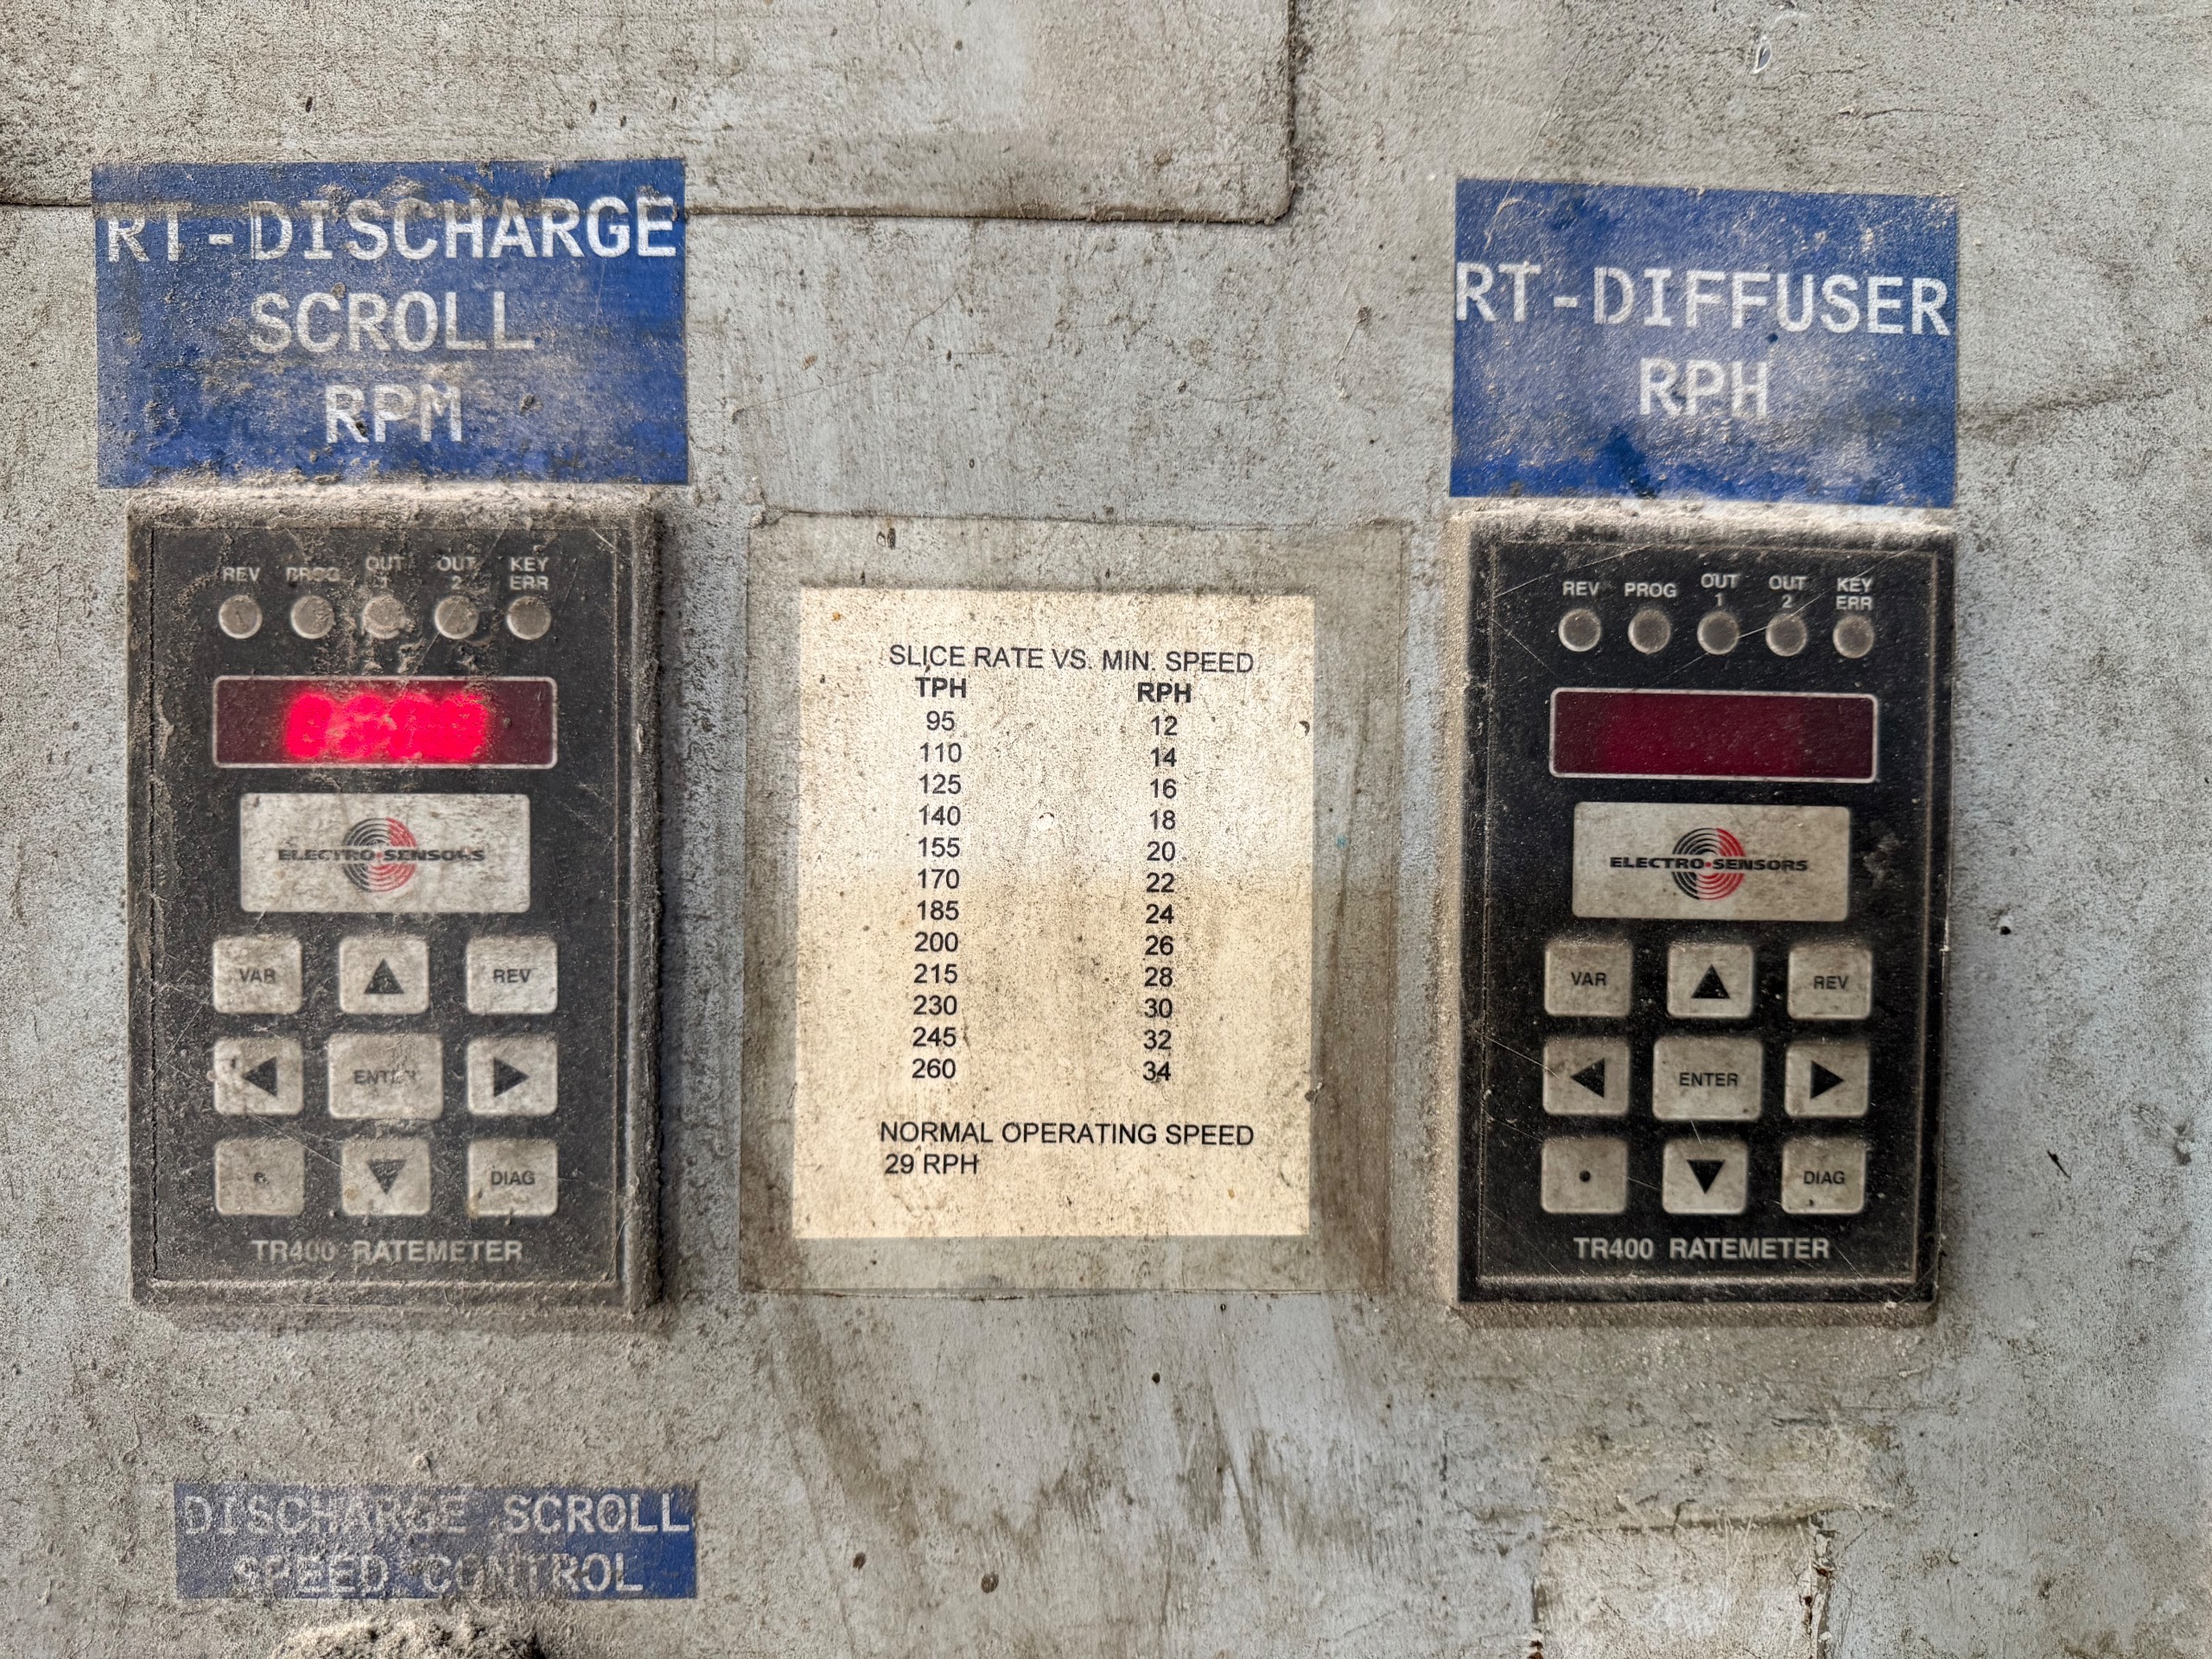 RT-DISCHARGE
SCROLL
RPM
REV PROG OUT 1 OUT 2 KEY ERR
ELECTRO·SENSORS
VAR REV
ENTER
DIAG
TR400 RATEMETER
DISCHARGE SCROLL
SPEED CONTROL
SLICE RATE VS. MIN. SPEED
TPH RPH
95 12
110 14
125 16
140 18
155 20
170 22
185 24
200 26
215 28
230 30
245 32
260 34
NORMAL OPERATING SPEED
29 RPH
RT-DIFFUSER
RPH
REV PROG OUT 1 OUT 2 KEY ERR
ELECTRO·SENSORS
VAR REV
ENTER
DIAG
TR400 RATEMETER